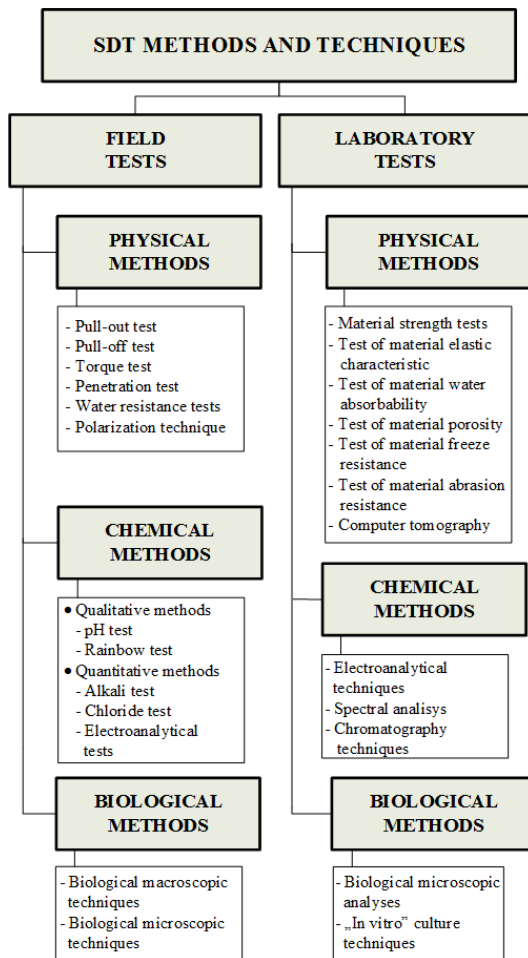 SDT METHODS AND TECHNIQUES
FIELD
TESTS
PHYSICAL
METHODS
- Pull-out test
- Pull-off test
- Torque test
- Penetration test
- Water resistance tests
- Polarization technique
CHEMICAL
METHODS
● Qualitative methods
- pH test
- Rainbow test
● Quantitative methods
- Alkali test
- Chloride test
- Electroanalytical
tests
BIOLOGICAL
METHODS
- Biological macroscopic
techniques
- Biological microscopic
techniques
LABORATORY
TESTS
PHYSICAL
METHODS
- Material strength tests
- Test of material elastic
characteristic
- Test of material water
absorbability
- Test of material porosity
- Test of material freeze
resistance
- Test of material abrasion
resistance
- Computer tomography
CHEMICAL
METHODS
- Electroanalytical
techniques
- Spectral analisys
- Chromatography
techniques
BIOLOGICAL
METHODS
- Biological microscopic
analyses
- „In vitro” culture
techniques